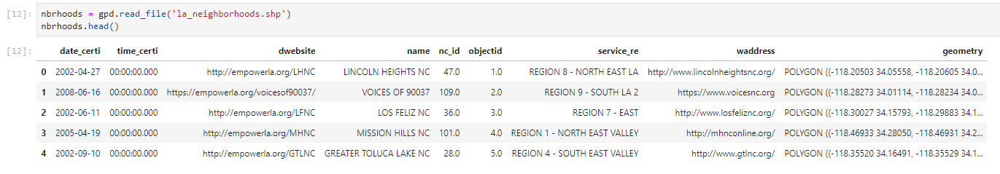 [12]: nbrhoods = gpd.read_file('la_neighborhoods.shp')
nbrhoods.head()
[12]: date_certi time_certi dwebsite name nc_id objectid service_re waddress geometry
0 2002-04-27 00:00:00.000 http://empowerla.org/LHNC LINCOLN HEIGHTS NC 47.0 1.0 REGION 8 - NORTH EAST LA http://www.lincolnheightsnc.org/ POLYGON ((-118.20503 34.05558, -118.20605 34.0...
1 2008-06-16 00:00:00.000 https://empowerla.org/voicesof90037/ VOICES OF 90037 109.0 2.0 REGION 9 - SOUTH LA 2 https://www.voicesnc.org POLYGON ((-118.28273 34.01114, -118.28234 34.0...
2 2002-06-11 00:00:00.000 http://empowerla.org/LFNC LOS FELIZ NC 36.0 3.0 REGION 7 - EAST http://www.losfeliznc.org/ POLYGON ((-118.30027 34.15793, -118.29883 34.1...
3 2005-04-19 00:00:00.000 http://empowerla.org/MHNC MISSION HILLS NC 101.0 4.0 REGION 1 - NORTH EAST VALLEY http://mhnconline.org/ POLYGON ((-118.46933 34.28050, -118.46931 34.2...
4 2002-09-10 00:00:00.000 http://empowerla.org/GTLNC GREATER TOLUCA LAKE NC 28.0 5.0 REGION 4 - SOUTH EAST VALLEY http://www.gtlnc.org/ POLYGON ((-118.35520 34.16491, -118.35529 34.1...